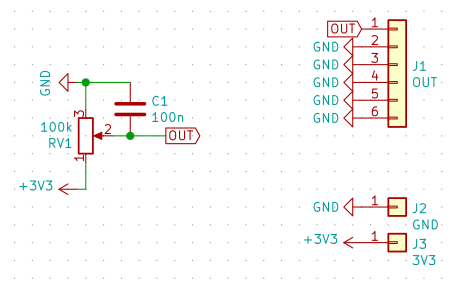 OUT 1
GND 2
GND 3
GND 4
GND 5
GND 6
J1
OUT
GND
3
100k
RV1
2
1
C1
100n
OUT
+3V3
GND 1
J2
GND
+3V3 1
J3
3V3